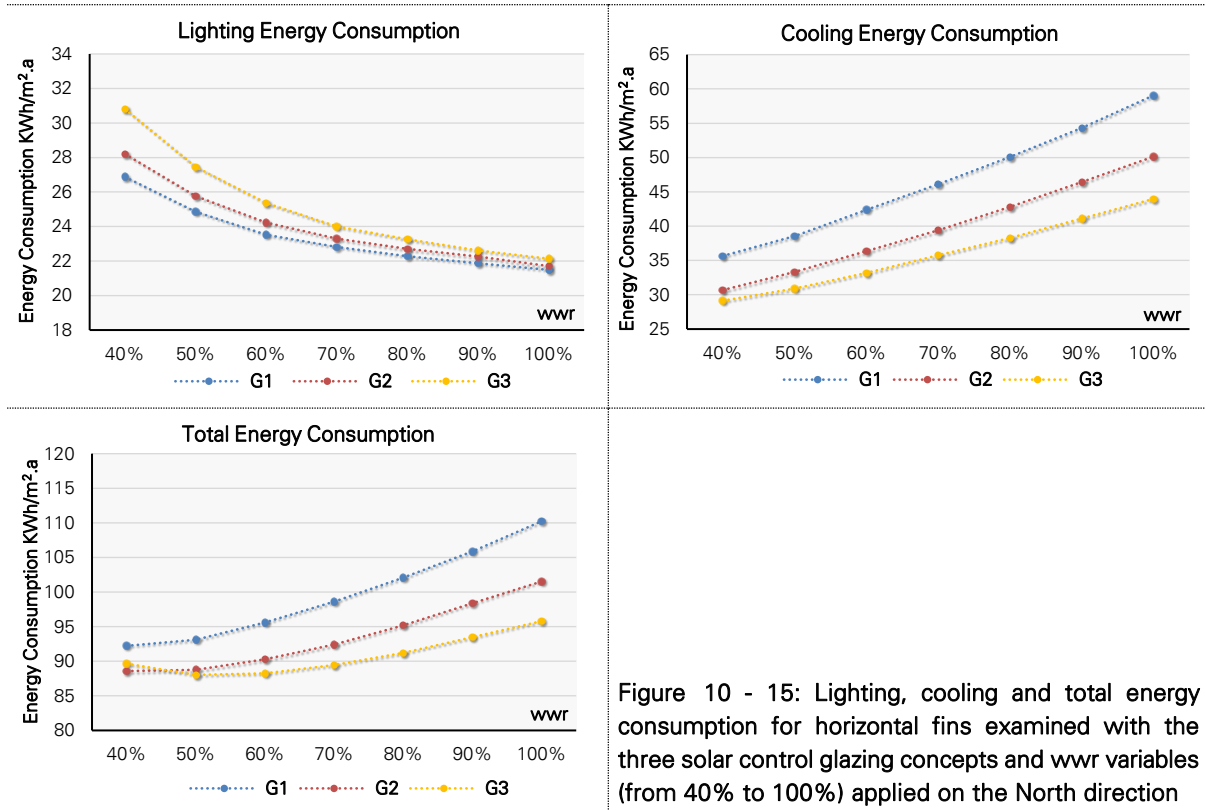 Lighting Energy Consumption
Energy Consumption KWh/m².a
34
32
30
28
26
24
22
20
18
wwr
40% 50% 60% 70% 80% 90% 100%
G1 G2 G3
Cooling Energy Consumption
Energy Consumption KWh/m².a
65
60
55
50
45
40
35
30
25
wwr
40% 50% 60% 70% 80% 90% 100%
G1 G2 G3
Total Energy Consumption
Energy Consumption KWh/m².a
120
115
110
105
100
95
90
85
80
wwr
40% 50% 60% 70% 80% 90% 100%
G1 G2 G3
Figure 10 - 15: Lighting, cooling and total energy
consumption for horizontal fins examined with the
three solar control glazing concepts and wwr variables
(from 40% to 100%) applied on the North direction